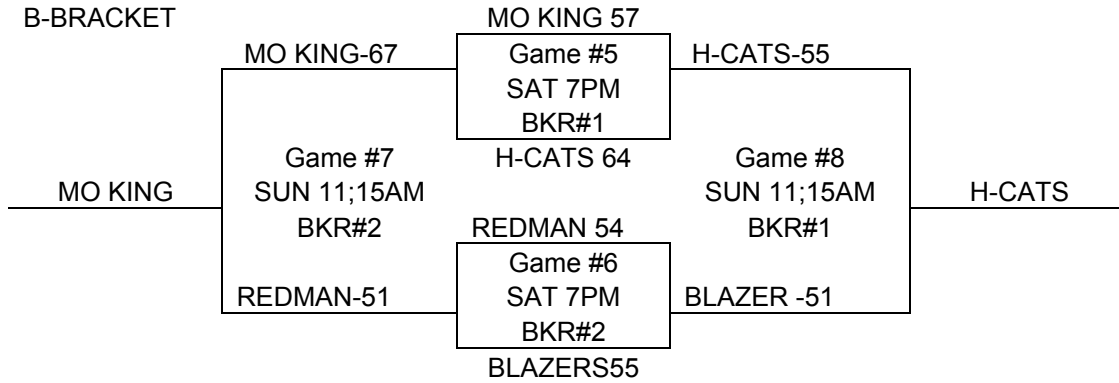 B-BRACKET
MO KING 57
MO KING-67
Game #5
H-CATS-55
SAT 7PM
BKR#1
Game #7
H-CATS 64
Game #8
MO KING
SUN 11;15AM
SUN 11;15AM
H-CATS
BKR#2
REDMAN 54
BKR#1
Game #6
REDMAN-51
SAT 7PM
BLAZER -51
BKR#2
BLAZERS55